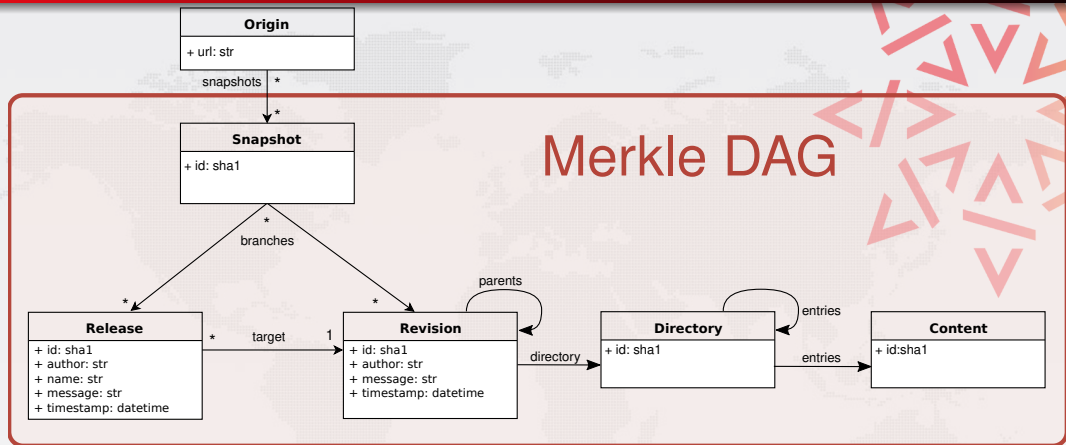 Origin
+ url: str
snapshots *
*
Snapshot
+ id: sha1
Merkle DAG
*
branches
* *
parents
entries
Release
+ id: sha1
+ author: str
+ name: str
+ message: str
+ timestamp: datetime
* target 1
Revision
+ id: sha1
+ author: str
+ message: str
+ timestamp: datetime
directory
Directory
+ id: sha1
entries
Content
+ id:sha1